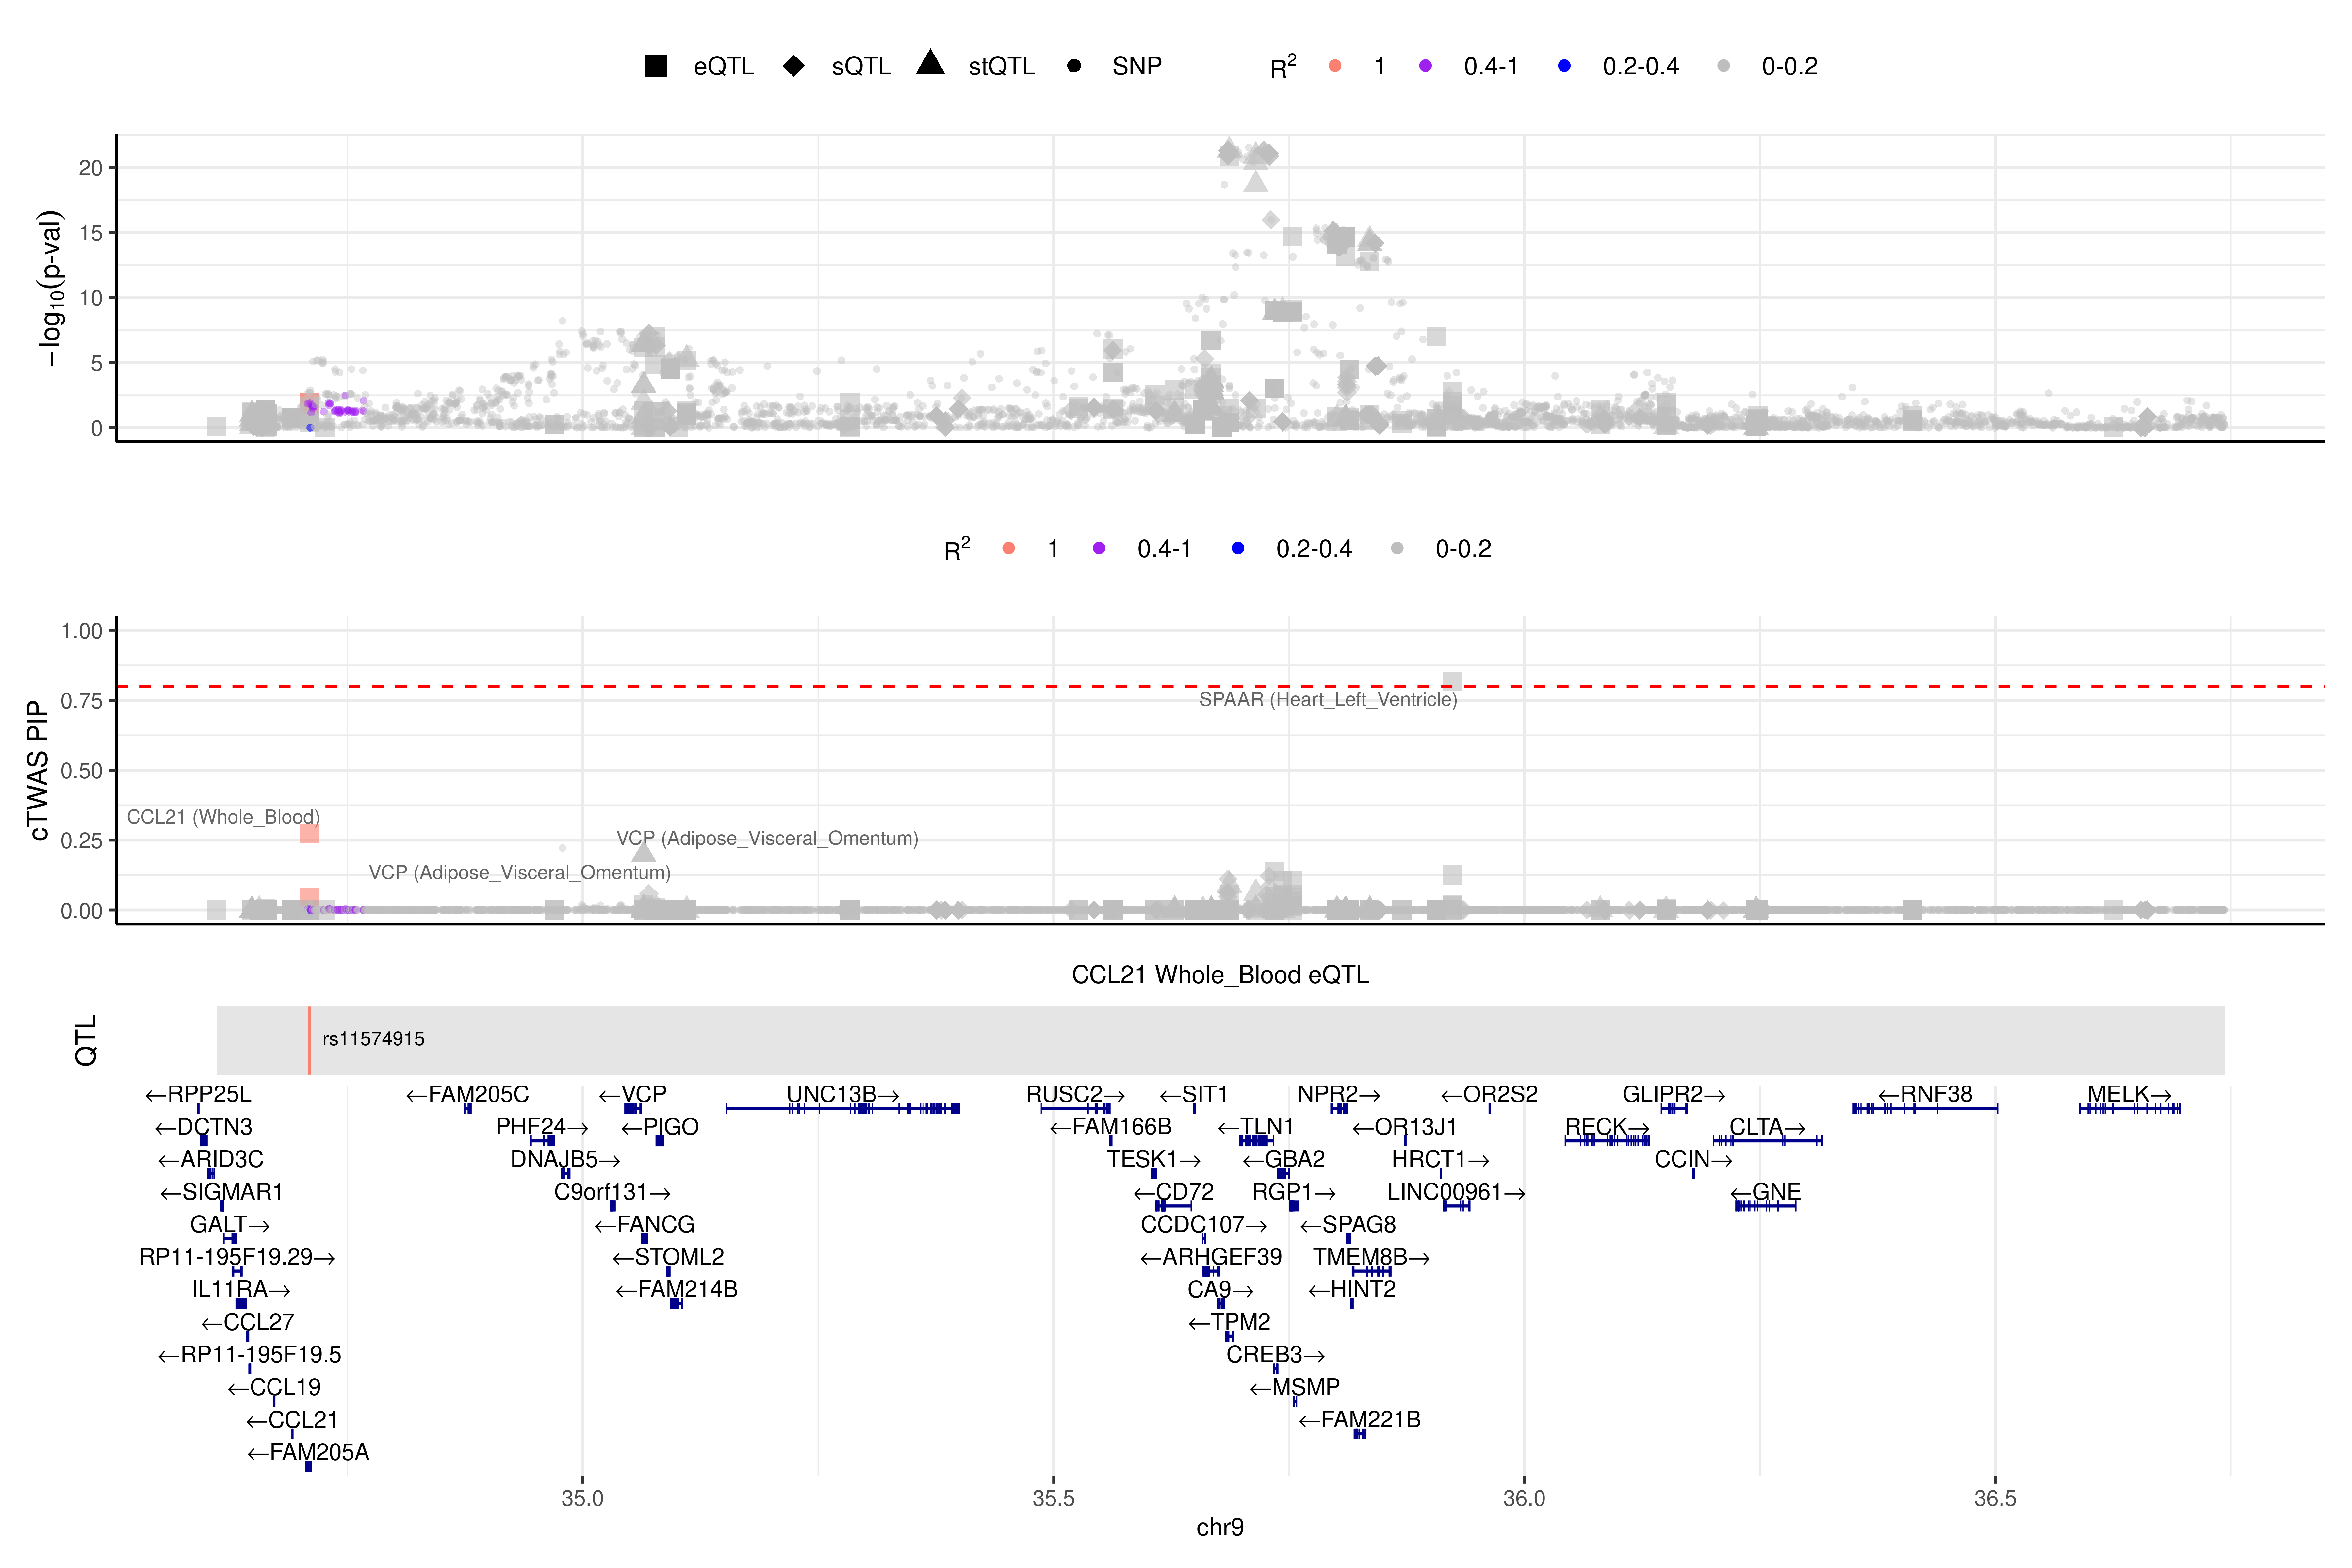 eQTL sQTL stQTL SNP R2 1 0.4-1 0.2-0.4 0-0.2
−log10(p-val)
20
15
10
5
0
R2 1 0.4-1 0.2-0.4 0-0.2
cTWAS PIP
1.00
0.75
0.50
0.25
0.00
SPAAR (Heart_Left_Ventricle)
CCL21 (Whole_Blood)
VCP (Adipose_Visceral_Omentum)
VCP (Adipose_Visceral_Omentum)
CCL21 Whole_Blood eQTL
QTL
rs11574915
←RPP25L ←FAM205C ←VCP UNC13B→ RUSC2→ ←SIT1 NPR2→ ←OR2S2 GLIPR2→ ←RNF38 MELK→
←DCTN3 PHF24→ ←PIGO ←FAM166B ←TLN1 ←OR13J1 RECK→ CLTA→
←ARID3C DNAJB5→ TESK1→ ←GBA2 HRCT1→ CCIN→
←SIGMAR1 C9orf131→ ←CD72 RGP1→ LINC00961→ ←GNE
GALT→ ←FANCG CCDC107→ ←SPAG8
RP11-195F19.29→ ←STOML2 ←ARHGEF39 TMEM8B→
IL11RA→ ←FAM214B CA9→ ←HINT2
←CCL27 ←TPM2
←RP11-195F19.5 CREB3→
←CCL19 ←MSMP
←CCL21 ←FAM221B
←FAM205A
35.0 35.5 36.0 36.5
chr9